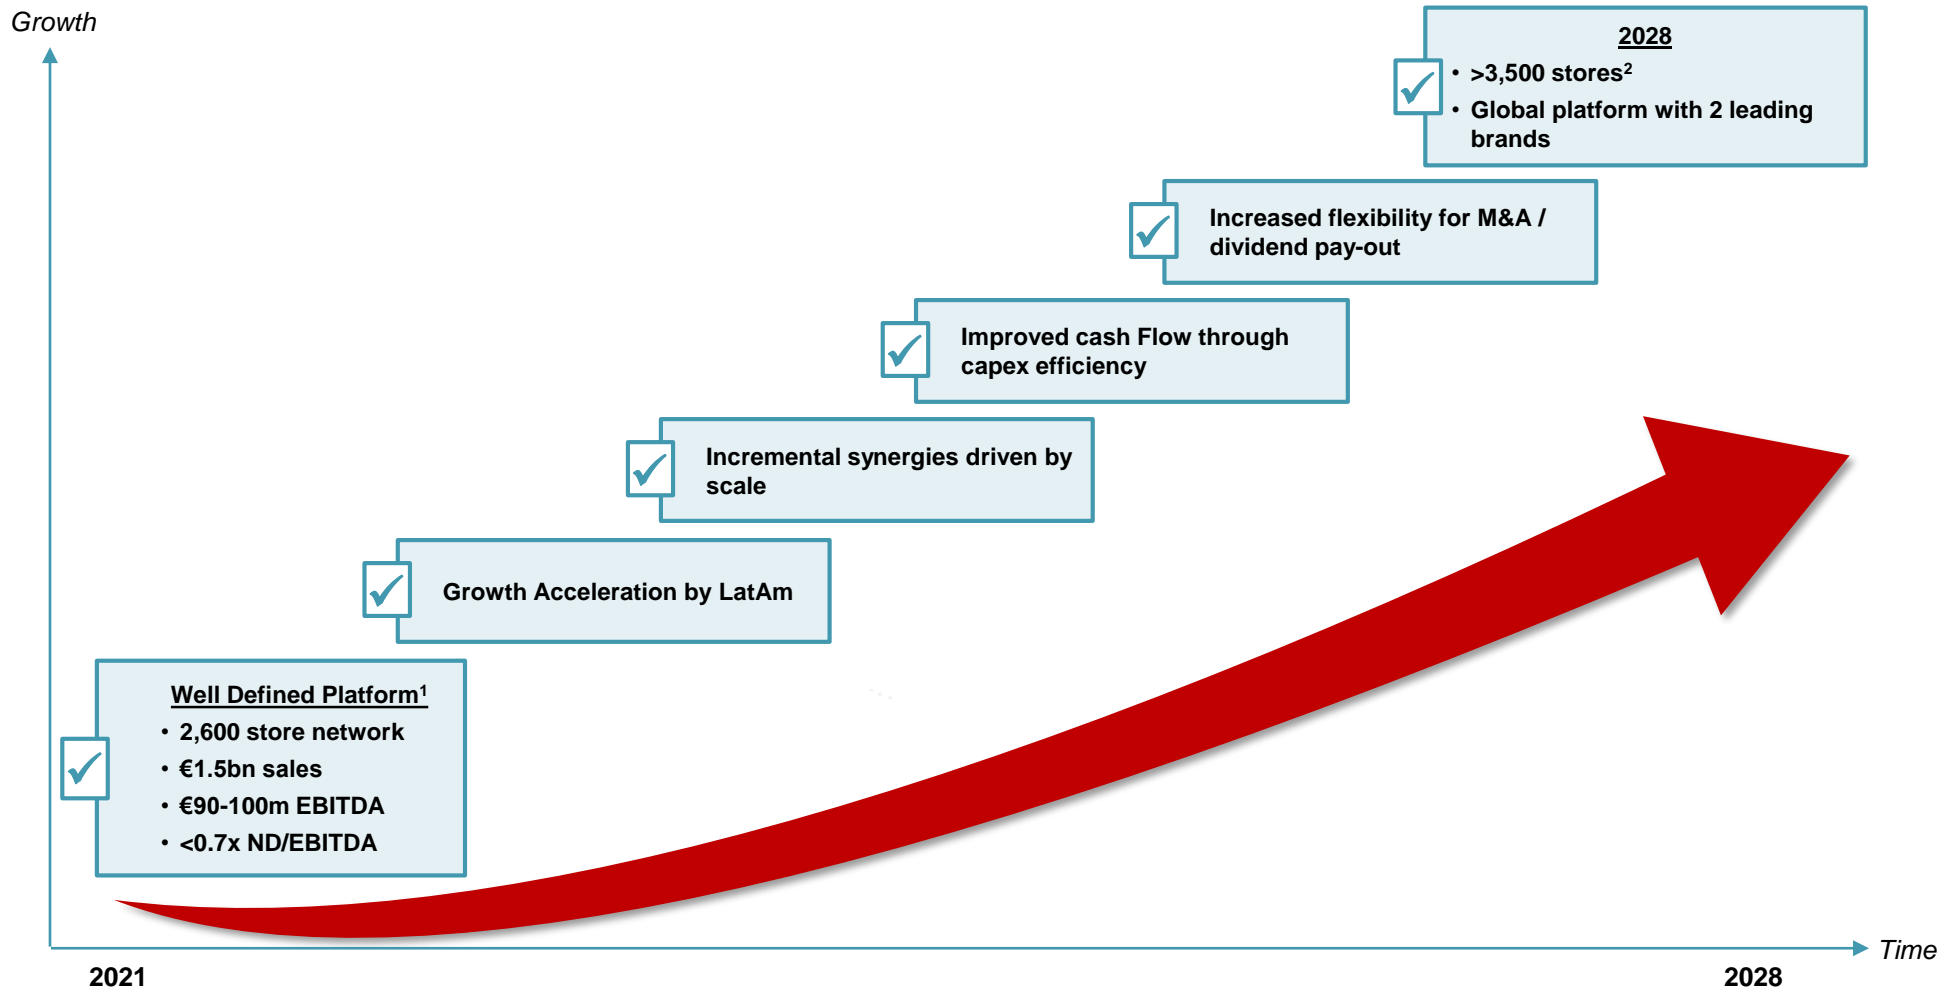 Growth
2028
• >3,500 stores²
• Global platform with 2 leading
brands
Increased flexibility for M&A /
dividend pay-out
Improved cash Flow through
capex efficiency
Incremental synergies driven by
scale
Growth Acceleration by LatAm
Well Defined Platform¹
• 2,600 store network
• €1.5bn sales
• €90-100m EBITDA
• <0.7x ND/EBITDA
Time
2021
2028